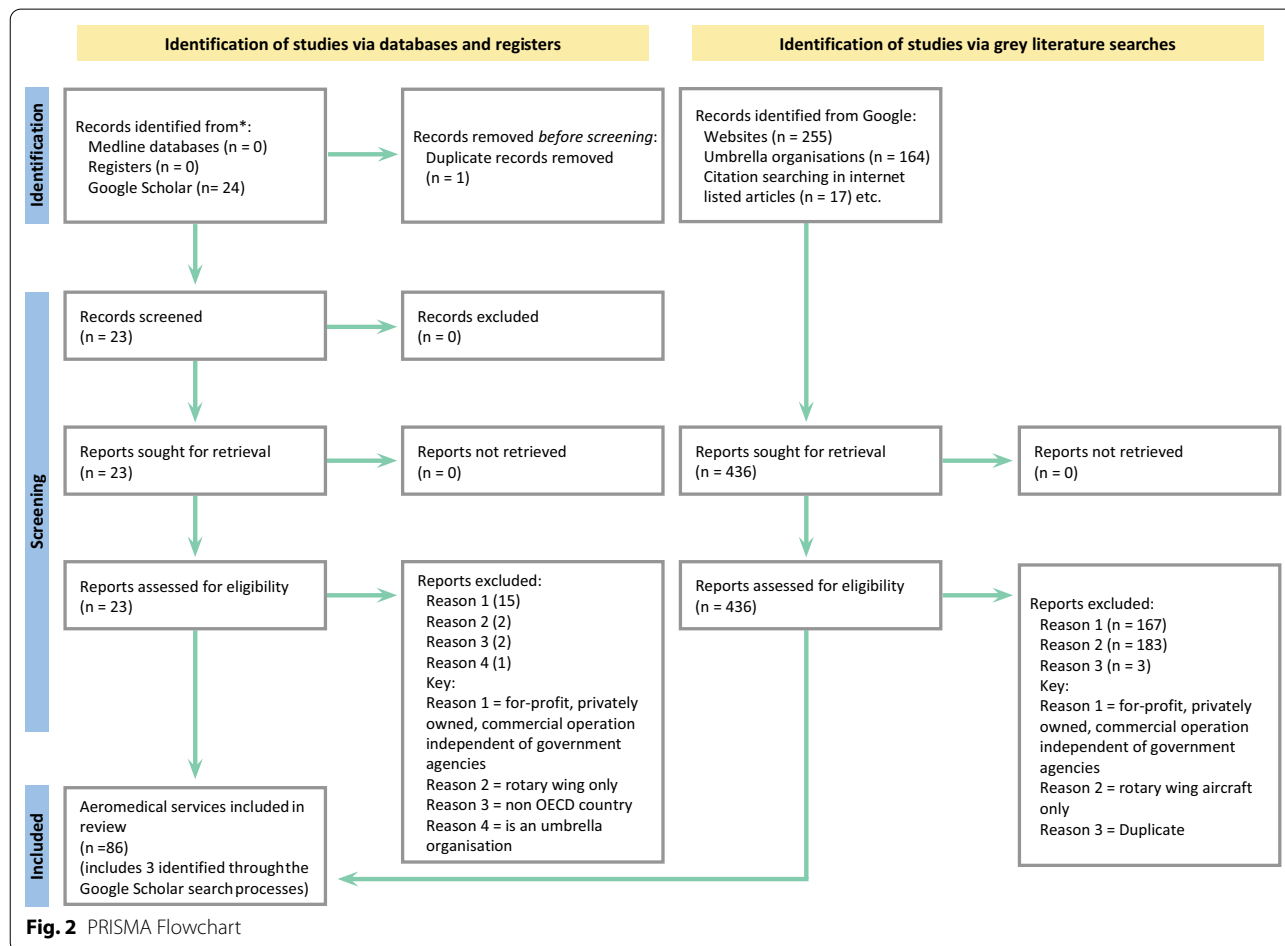 Identification of studies via databases and registers
Identification of studies via grey literature searches
Identification
Records identified from*:
Medline databases (n = 0)
Registers (n = 0)
Google Scholar (n= 24)
Records removed before screening:
Duplicate records removed
(n = 1)
Records identified from Google:
Websites (n = 255)
Umbrella organisations (n = 164)
Citation searching in internet
listed articles (n = 17) etc.
Screening
Records screened
(n = 23)
Records excluded
(n = 0)
Reports sought for retrieval
(n = 23)
Reports not retrieved
(n = 0)
Reports sought for retrieval
(n = 436)
Reports not retrieved
(n = 0)
Reports assessed for eligibility
(n = 23)
Reports excluded:
Reason 1 (15)
Reason 2 (2)
Reason 3 (2)
Reason 4 (1)
Key:
Reason 1 = for-profit, privately
owned, commercial operation
independent of government
agencies
Reason 2 = rotary wing only
Reason 3 = non OECD country
Reason 4 = is an umbrella
organisation
Reports assessed for eligibility
(n = 436)
Reports excluded:
Reason 1 (n = 167)
Reason 2 (n = 183)
Reason 3 (n = 3)
Key:
Reason 1 = for-profit, privately
owned, commercial operation
independent of government
agencies
Reason 2 = rotary wing aircraft
only
Reason 3 = Duplicate
Included
Aeromedical services included in
review
(n =86)
(includes 3 identified through the
Google Scholar search processes)
Fig. 2 PRISMA Flowchart